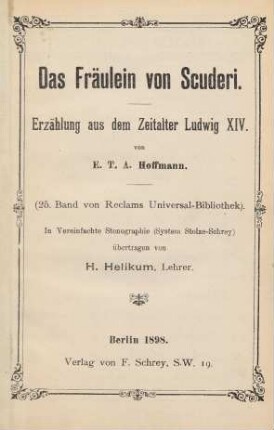 Das Fräulein von Scuderi.
Erzählung aus dem Zeitalter Ludwig XIV.
von
E. T. A. Hoffmann.
(25. Band von Reclams Universal-Bibliothek).
In Vereinfachte Stenographie (System Stolze-Schrey)
übertragen von
H. Helikum, Lehrer.
Berlin 1898.
Verlag von F. Schrey, S.W. 19.